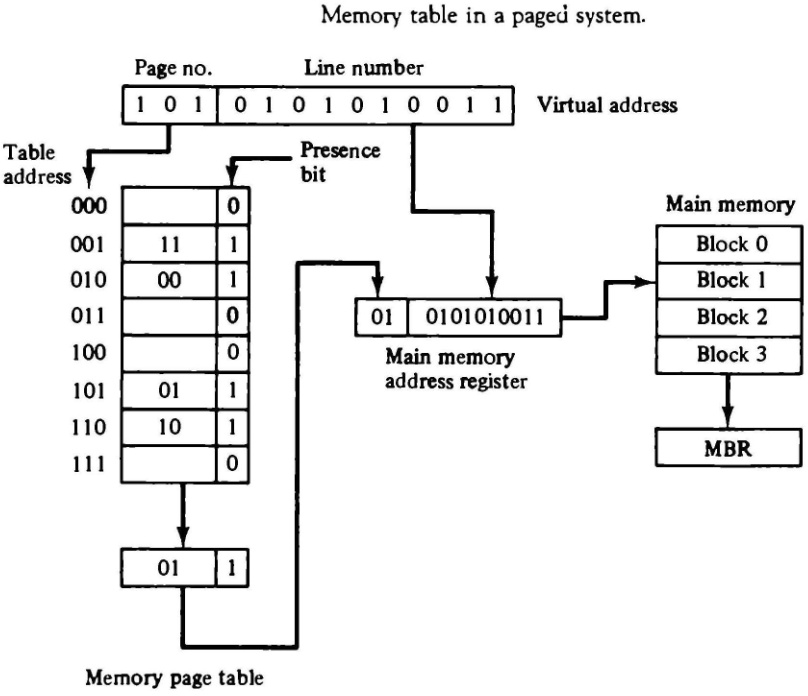 Memory table in a paged system.
Page no. Line number
1 0 1 0 1 0 1 0 1 0 0 1 1 Virtual address
Table address
Presence bit
000 0
001 11 1
010 00 1
011 0
100 0
101 01 1
110 10 1
111 0
01 1
Memory page table
01 0101010011
Main memory
address register
Main memory
Block 0
Block 1
Block 2
Block 3
MBR